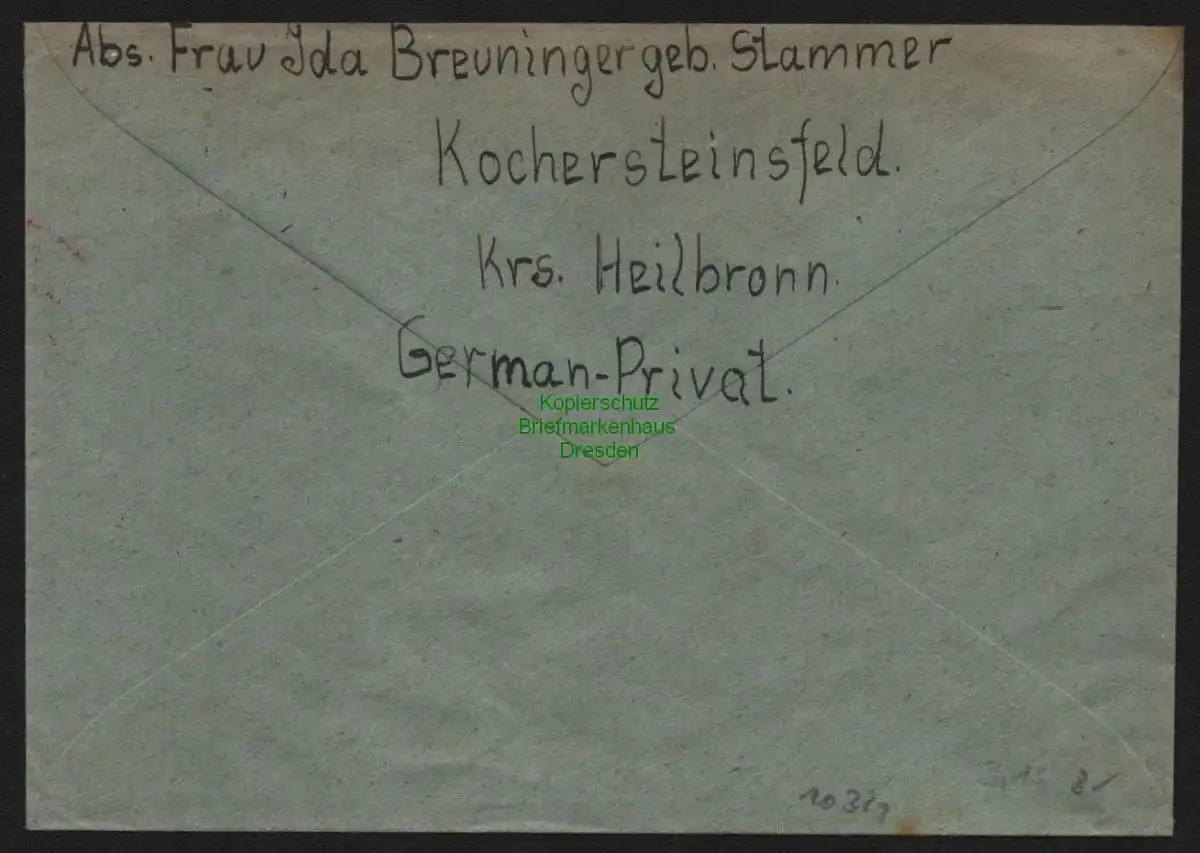 Abs. Frau Ida Breuninger geb. Stammer
Kochersteinsfeld.
Krs. Heilbronn.
German-Privat.
Kopierschutz
Briefmarkenhaus
Dresden